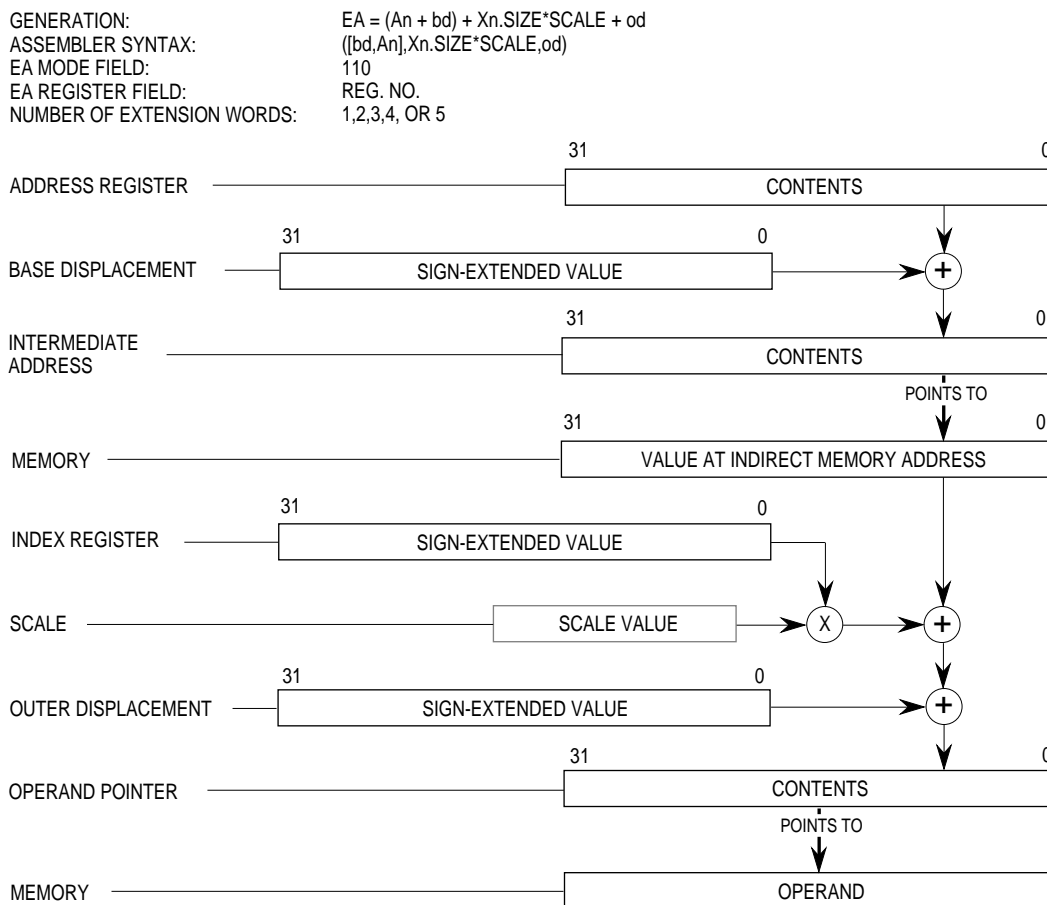 GENERATION: EA = (An + bd) + Xn.SIZE*SCALE + od
ASSEMBLER SYNTAX: ([bd,An],Xn.SIZE*SCALE,od)
EA MODE FIELD: 110
EA REGISTER FIELD: REG. NO.
NUMBER OF EXTENSION WORDS: 1,2,3,4, OR 5
31 0
ADDRESS REGISTER CONTENTS
31 0
BASE DISPLACEMENT SIGN-EXTENDED VALUE +
31 0
INTERMEDIATE
ADDRESS
CONTENTS
POINTS TO
31 0
MEMORY VALUE AT INDIRECT MEMORY ADDRESS
31 0
INDEX REGISTER SIGN-EXTENDED VALUE
SCALE SCALE VALUE X +
31 0
OUTER DISPLACEMENT SIGN-EXTENDED VALUE +
31 0
OPERAND POINTER CONTENTS
POINTS TO
MEMORY OPERAND